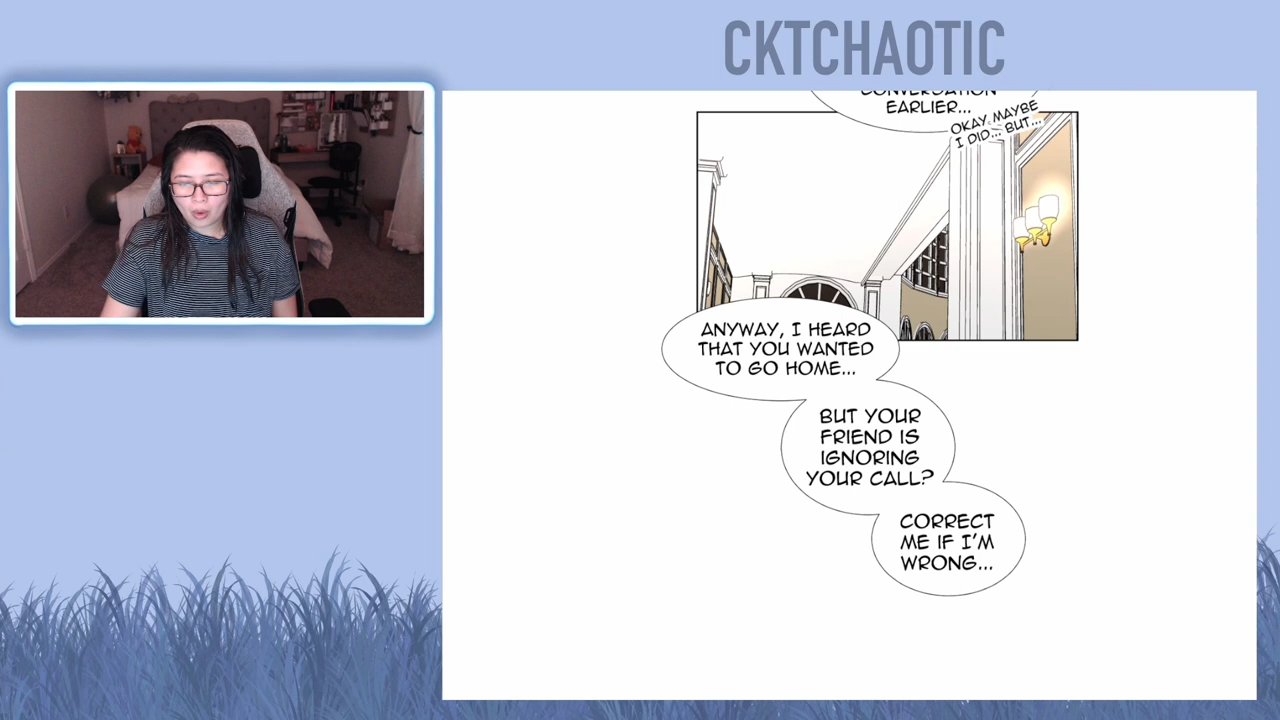 CKTCHAOTIC
CONVERSATION
EARLIER...
OKAY MAYBE
I DID... BUT...
ANYWAY, I HEARD
THAT YOU WANTED
TO GO HOME...
BUT YOUR
FRIEND IS
IGNORING
YOUR CALL?
CORRECT
ME IF I'M
WRONG...